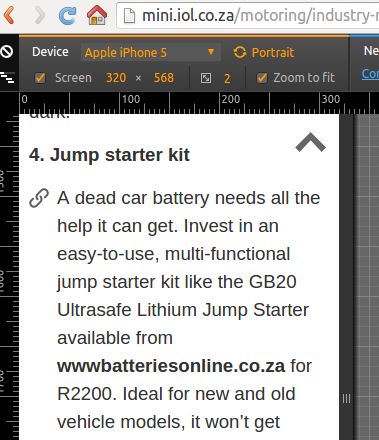 mini.iol.co.za/motoring/industry-
Device Apple iPhone 5 Portrait Ne
Screen 320 × 568 2 Zoom to fit Con
0 100 200 300
dark.
4. Jump starter kit
A dead car battery needs all the
help it can get. Invest in an
easy-to-use, multi-functional
jump starter kit like the GB20
Ultrasafe Lithium Jump Starter
available from
wwwbatteriesonline.co.za for
R2200. Ideal for new and old
vehicle models, it won't get